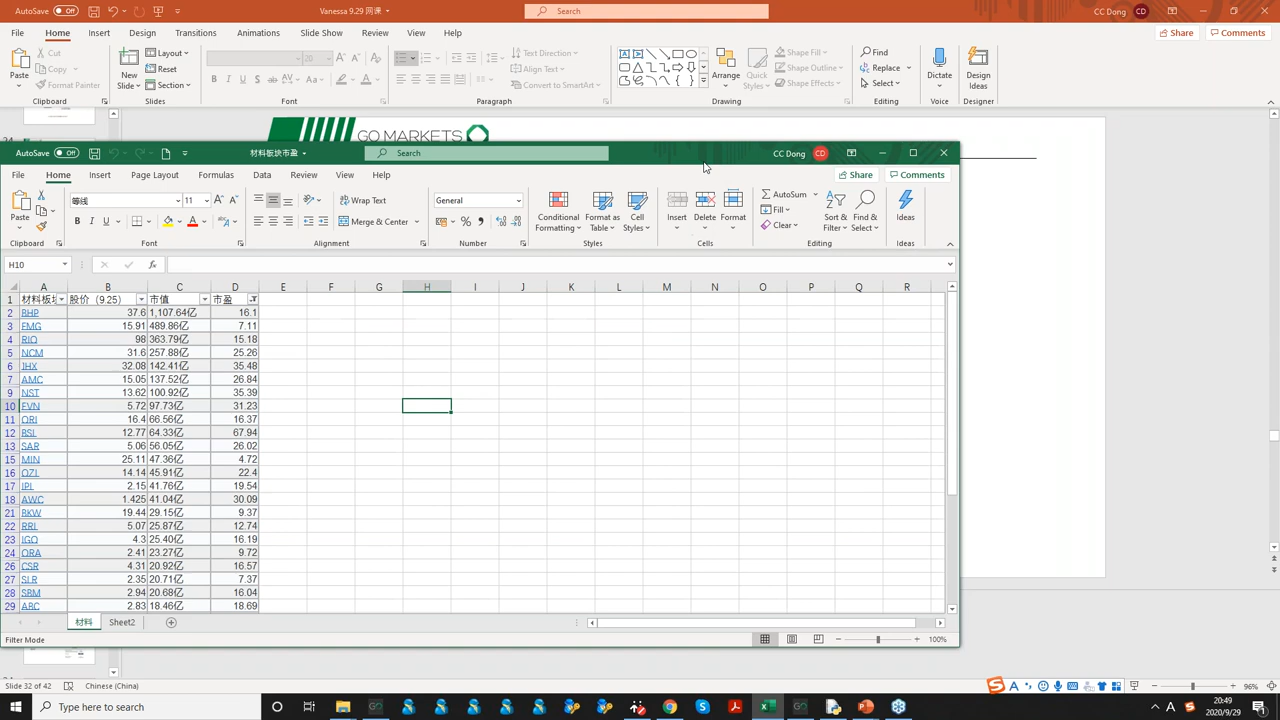 AutoSave Off Vanessa 9.29 网课 Search CC Dong CD
File Home Insert Design Transitions Animations Slide Show Review View Help Share Comments
Paste Cut Copy Format Painter Clipboard
New Slide Layout Reset Section Slides
20 B I U S Font
Text Direction Align Text Convert to SmartArt Paragraph
Arrange Quick Styles Shape Fill Shape Outline Shape Effects Drawing
Find Replace Select Editing
Dictate Voice
Design Ideas Designer
GO MARKETS
AutoSave Off 材料板块市盈 Search CC Dong CD
File Home Insert Page Layout Formulas Data Review View Help Share Comments
Paste Clipboard
等线 11 B I U Font
Wrap Text Merge & Center Alignment
General Number
Conditional Formatting Format as Table Cell Styles Styles
Insert Delete Format Cells
AutoSum Fill Clear Sort & Filter Find & Select Editing
Ideas Ideas
H10 fx
A B C D E F G H I J K L M N O P Q R
1 材料板块 股价（9.25） 市值 市盈
2 BHP 37.6 1,107.64亿 16.1
3 FMG 15.91 489.86亿 7.11
4 RIO 98 363.79亿 15.18
5 NCM 31.6 257.88亿 25.26
6 JHX 32.08 142.41亿 35.48
7 AMC 15.05 137.52亿 26.84
9 NST 13.62 100.92亿 35.39
10 EVN 5.72 97.73亿 31.23
11 ORI 16.4 66.56亿 16.37
12 BSL 12.77 64.33亿 67.94
13 SAR 5.06 56.05亿 26.02
15 MIN 25.11 47.36亿 4.72
16 OZL 14.14 45.91亿 22.4
17 IPL 2.15 41.76亿 19.54
18 AWC 1.425 41.04亿 30.09
21 BKW 19.44 29.15亿 9.37
22 RRL 5.07 25.87亿 12.74
23 IGO 4.3 25.40亿 16.19
24 ORA 2.41 23.27亿 9.72
26 CSR 4.31 20.92亿 16.57
27 SLR 2.35 20.71亿 7.37
28 SBM 2.94 20.68亿 16.04
29 ABC 2.83 18.46亿 18.69
材料 Sheet2
Filter Mode 100%
Slide 32 of 42 Chinese (China) 96%
Type here to search
20:49
2020/9/29